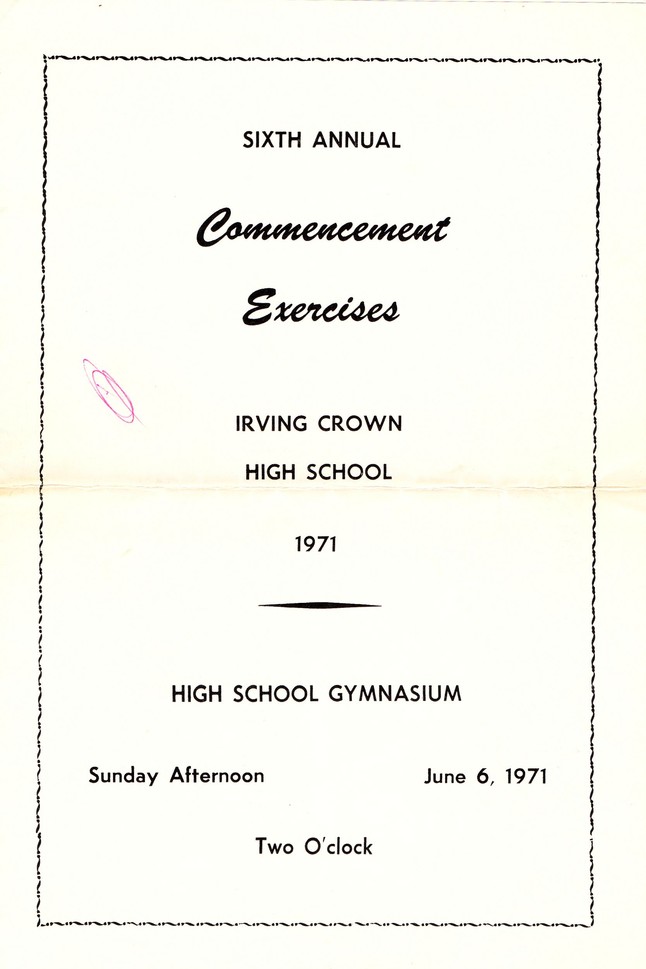 SIXTH ANNUAL
Commencement
Exercises
IRVING CROWN
HIGH SCHOOL
1971
HIGH SCHOOL GYMNASIUM
Sunday Afternoon June 6, 1971
Two O'clock